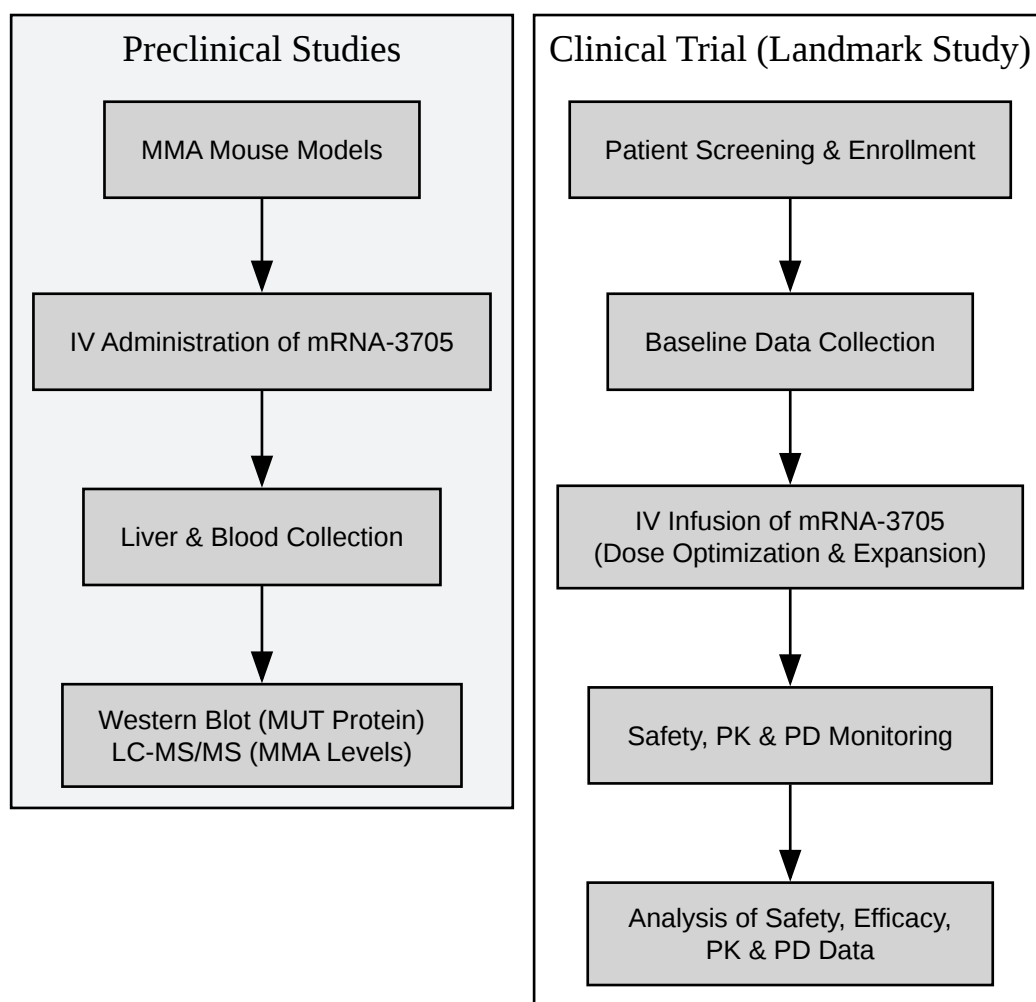 Preclinical Studies
MMA Mouse Models
IV Administration of mRNA-3705
Liver & Blood Collection
Western Blot (MUT Protein)
LC-MS/MS (MMA Levels)
Clinical Trial (Landmark Study)
Patient Screening & Enrollment
Baseline Data Collection
IV Infusion of mRNA-3705
(Dose Optimization & Expansion)
Safety, PK & PD Monitoring
Analysis of Safety, Efficacy,
PK & PD Data